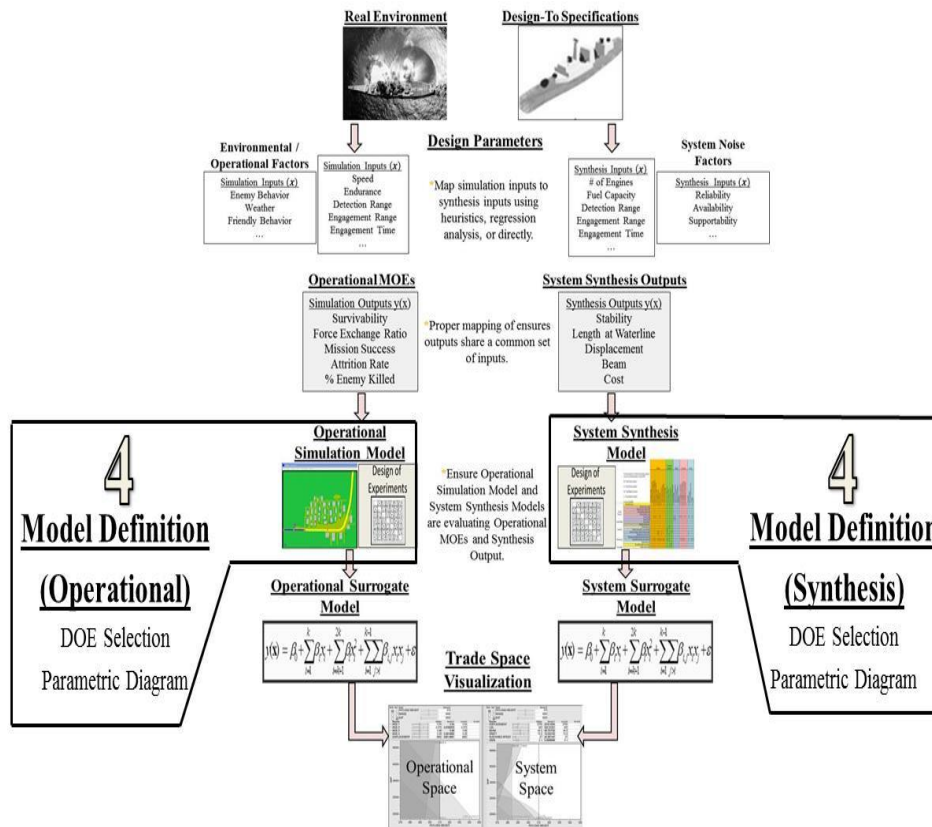 Real Environment
Design-To Specifications
Design Parameters
Environmental /
Operational Factors
Simulation Inputs (x)
Enemy Behavior
Weather
Friendly Behavior
...
Simulation Inputs (x)
Speed
Endurance
Detection Range
Engagement Range
Engagement Time
...
*Map simulation inputs to
synthesis inputs using
heuristics, regression
analysis, or directly.
Synthesis Inputs (x)
# of Engines
Fuel Capacity
Detection Range
Engagement Range
Engagement Time
...
System Noise
Factors
Synthesis Inputs (x)
Reliability
Availability
Supportability
...
Operational MOEs
Simulation Outputs y(x)
Survivability
Force Exchange Ratio
Mission Success
Attrition Rate
% Enemy Killed
*Proper mapping of ensures
outputs share a common set
of inputs.
System Synthesis Outputs
Synthesis Outputs y(x)
Stability
Length at Waterline
Displacement
Beam
Cost
4
Model Definition
(Operational)
DOE Selection
Parametric Diagram
Operational
Simulation Model
Design of
Experiments
*Ensure Operational
Simulation Model and
System Synthesis Models
are evaluating Operational
MOEs and Synthesis
Output.
System Synthesis
Model
Design of
Experiments
4
Model Definition
(Synthesis)
DOE Selection
Parametric Diagram
Operational Surrogate
Model
System Surrogate
Model
Trade Space
Visualization
Operational
Space
System
Space